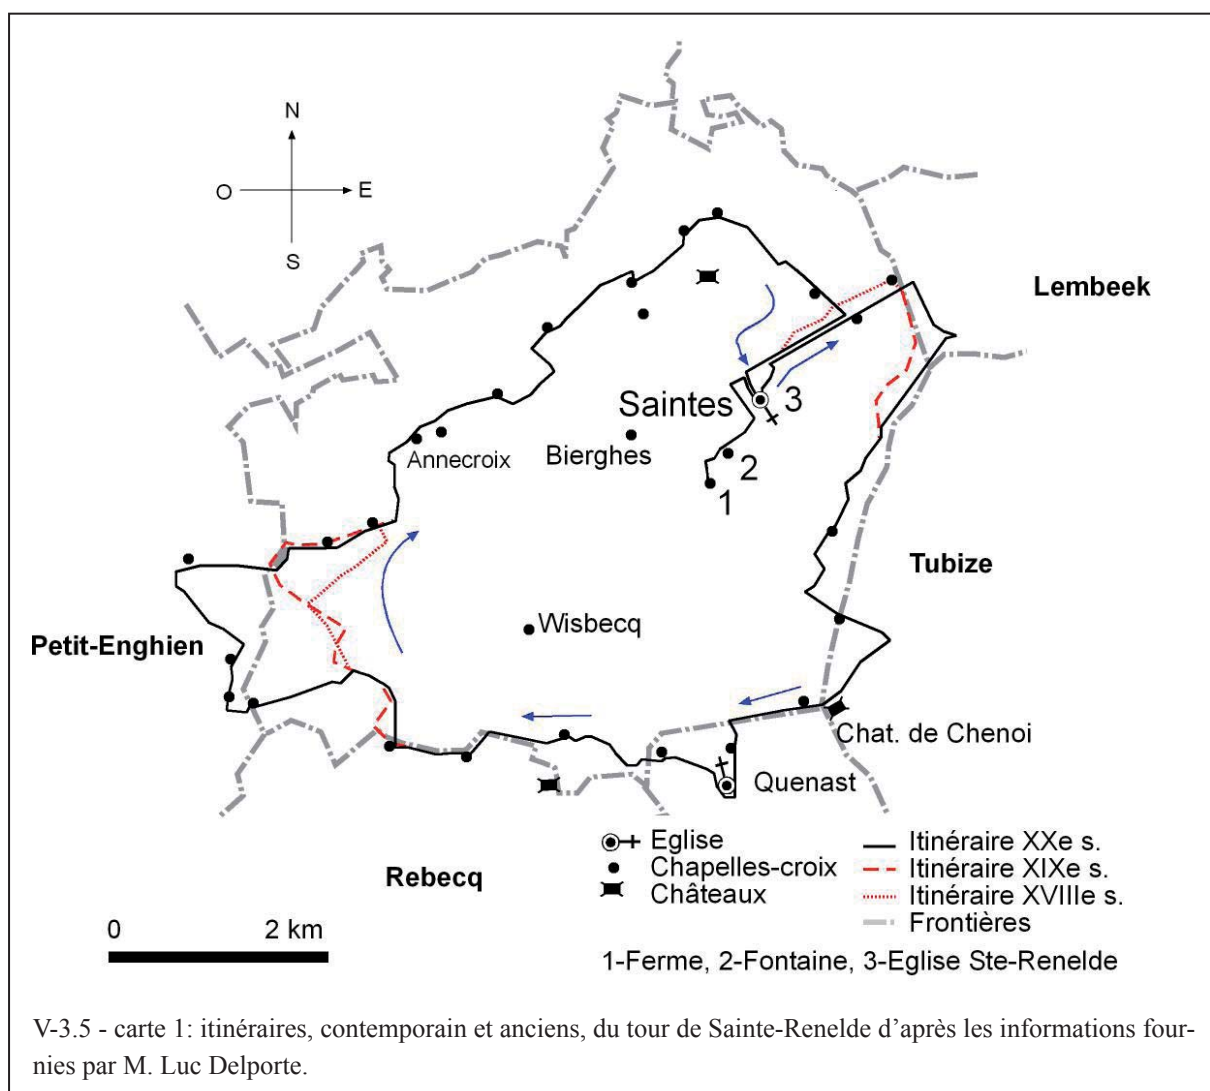 N
O
E
S
Lembeek
Saintes
3
Annecroix
Bierghes
2
1
Tubize
Wisbecq
Petit-Enghien
Chat. de Chenoi
Quenast
Rebecq
Eglise
Chapelles-croix
Châteaux
Itinéraire XXe s.
Itinéraire XIXe s.
Itinéraire XVIIIe s.
Frontières
0 2 km
1-Ferme, 2-Fontaine, 3-Eglise Ste-Renelde
V-3.5 - carte 1: itinéraires, contemporain et anciens, du tour de Sainte-Renelde d’après les informations four-
nies par M. Luc Delporte.